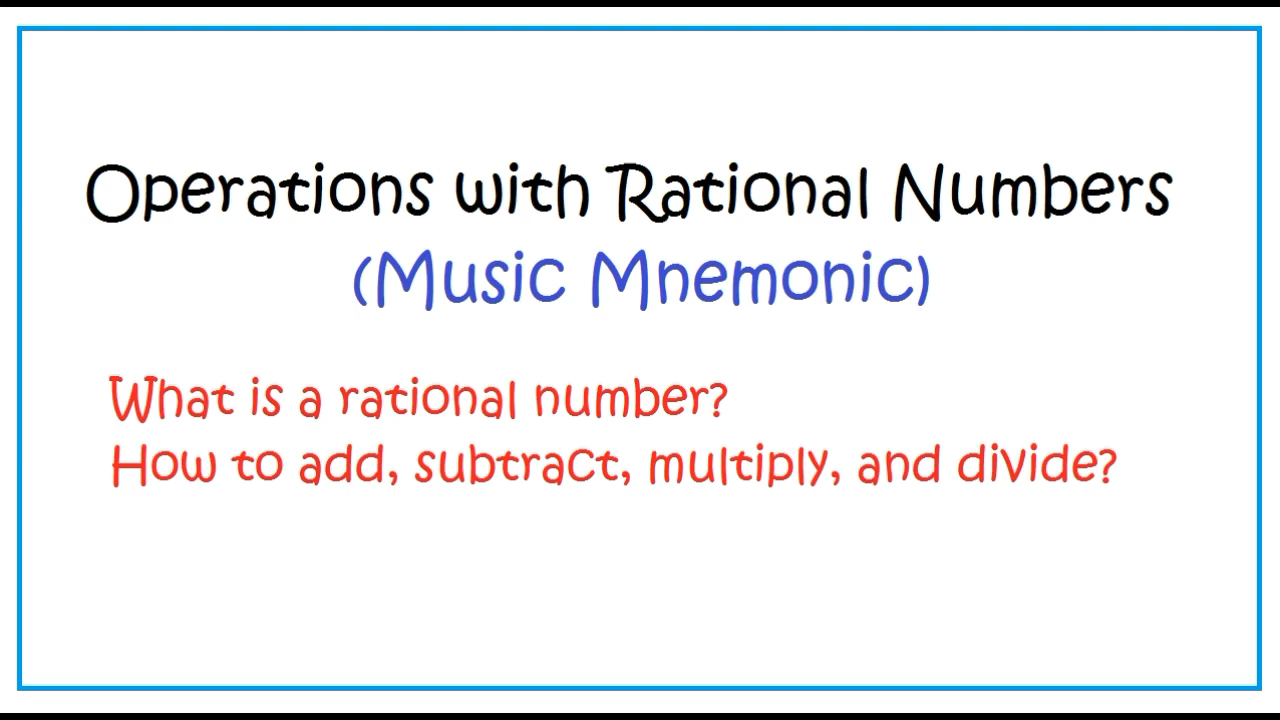 Operations with Rational Numbers
(Music Mnemonic)
What is a rational number?
How to add, subtract, multiply, and divide?